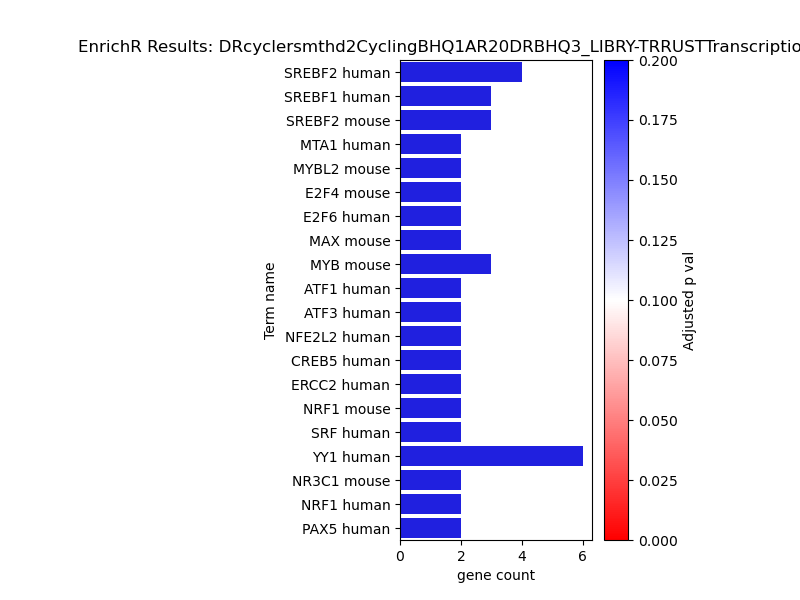 EnrichR Results: DRcyclersmthd2CyclingBHQ1AR20DRBHQ3_LIBRY-TRRUSTTranscriptio
SREBF2 human
SREBF1 human
SREBF2 mouse
MTA1 human
MYBL2 mouse
E2F4 mouse
E2F6 human
MAX mouse
MYB mouse
ATF1 human
ATF3 human
NFE2L2 human
CREB5 human
ERCC2 human
NRF1 mouse
SRF human
YY1 human
NR3C1 mouse
NRF1 human
PAX5 human
Term name
0 2 4 6
gene count
0.200
0.175
0.150
0.125
0.100
0.075
0.050
0.025
0.000
Adjusted p val